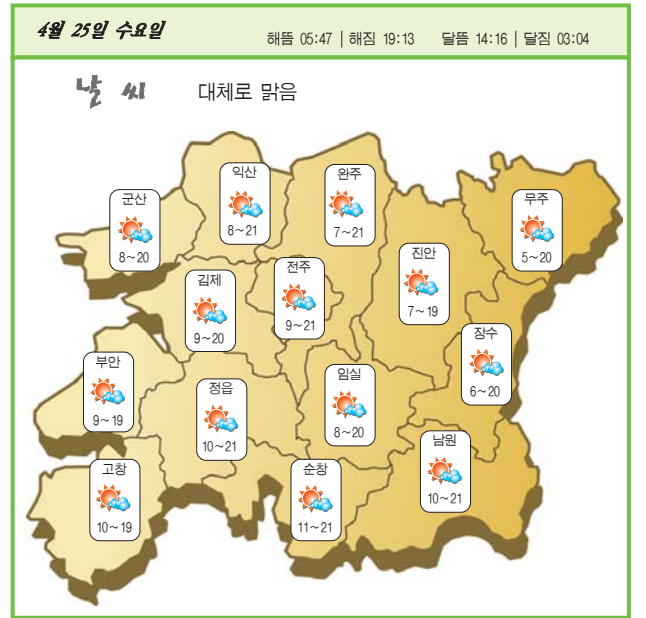 4월 25일 수요일
해뜸 05:47 | 해짐 19:13 달뜸 14:16 | 달짐 03:04
날 씨 대체로 맑음
익산
8~21
완주
7~21
군산
8~20
무주
5~20
진안
7~19
전주
9~21
김제
9~20
장수
6~20
부안
9~19
임실
8~20
정읍
10~21
남원
10~21
고창
10~19
순창
11~21